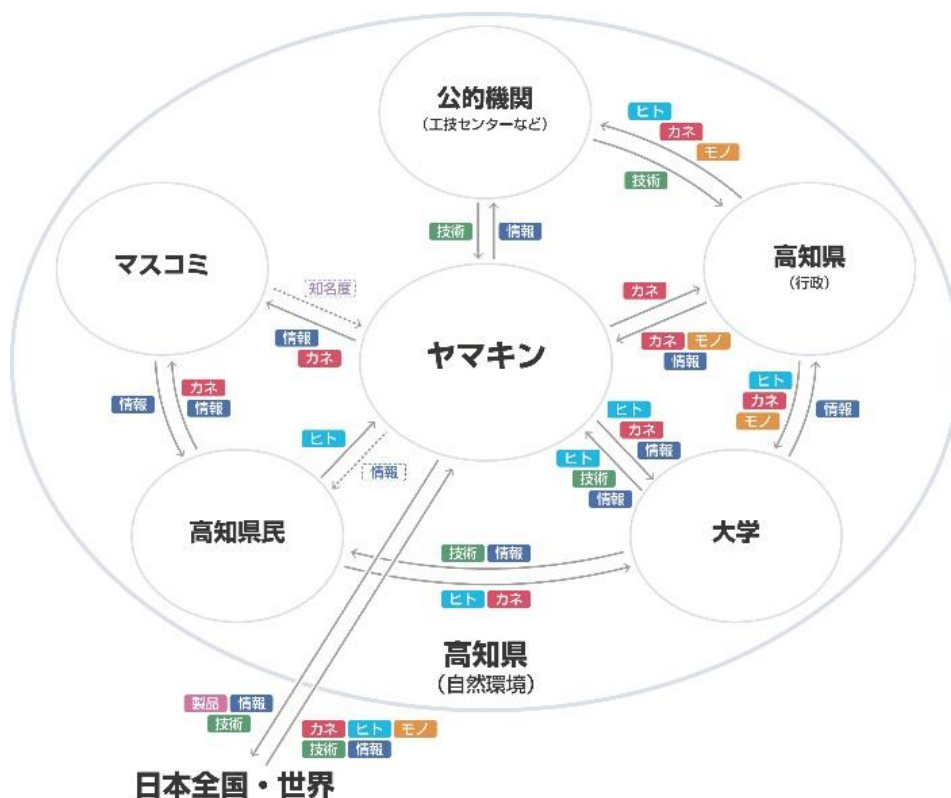 公的機関
(工技センターなど)
ヒト
カネ
モノ
技術
技術
情報
マスコミ
高知県
(行政)
知名度
カネ
情報
カネ
ヤマキン
カネ モノ
情報
情報
カネ
情報
ヒト
カネ
モノ
情報
ヒト
カネ
情報
ヒト
情報
ヒト
技術
情報
高知県民
大学
技術 情報
ヒト カネ
高知県
(自然環境)
製品 情報
技術
カネ ヒト モノ
技術 情報
日本全国・世界